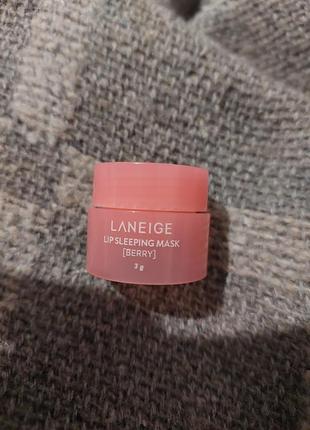 LANEIGE
LIP SLEEPING MASK
[BERRY]
3 g